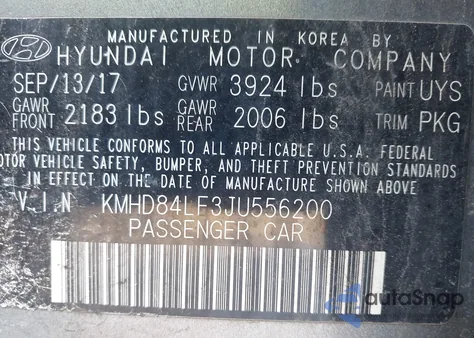 MANUFACTURED IN KOREA BY
HYUNDAI MOTOR COMPANY
SEP/13/17 GVWR 3924 lbs PAINT UYS
GAWR FRONT 2183 lbs GAWR REAR 2006 lbs TRIM PKG
THIS VEHICLE CONFORMS TO ALL APPLICABLE U.S.A. FEDERAL
MOTOR VEHICLE SAFETY, BUMPER, AND THEFT PREVENTION STANDARDS
IN EFFECT ON THE DATE OF MANUFACTURE SHOWN ABOVE
V.I.N KMHD84LF3JU556200
PASSENGER CAR
autoSnap